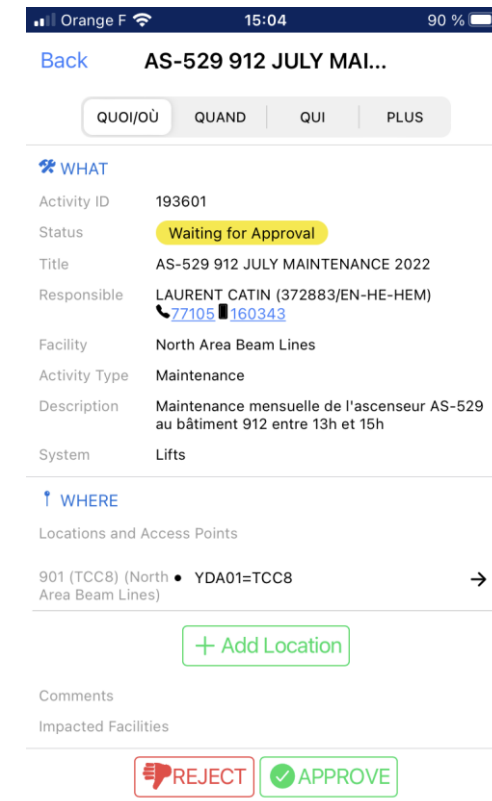 Orange F 15:04 90 %
Back AS-529 912 JULY MAI...
QUOI/OÙ QUAND QUI PLUS
WHAT
Activity ID 193601
Status Waiting for Approval
Title AS-529 912 JULY MAINTENANCE 2022
Responsible LAURENT CATIN (372883/EN-HE-HEM)
77105 160343
Facility North Area Beam Lines
Activity Type Maintenance
Description Maintenance mensuelle de l'ascenseur AS-529
au bâtiment 912 entre 13h et 15h
System Lifts
WHERE
Locations and Access Points
901 (TCC8) (North • YDA01=TCC8 →
Area Beam Lines)
+ Add Location
Comments
Impacted Facilities
REJECT APPROVE